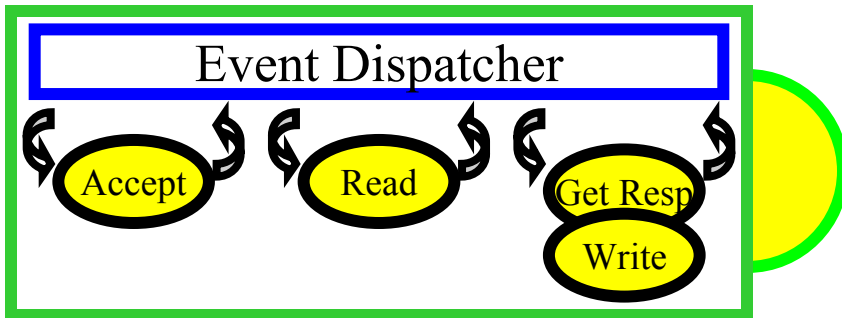 Event Dispatcher
Accept
Read
Get Resp
Write